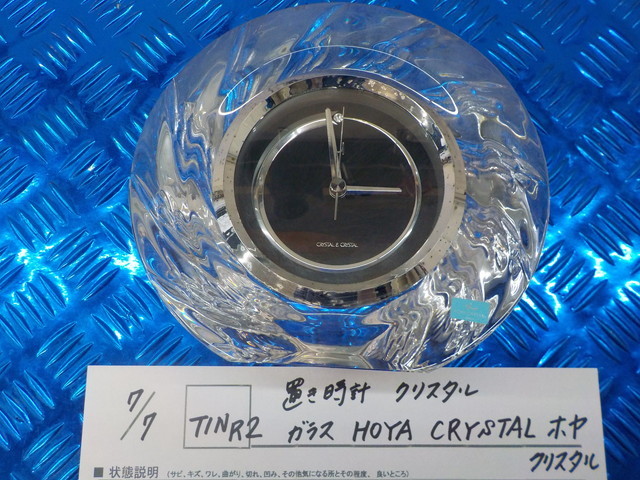 CRYSTAL & CRYSTAL
7/7 TINR2 置き時計 クリスタル
ガラス HOYA CRYSTAL ホヤ
クリスタル
■ 状態説明 (サビ、キズ、ワレ、曲がり、切れ、凹み、その他気になる所とその程度、良いところ)